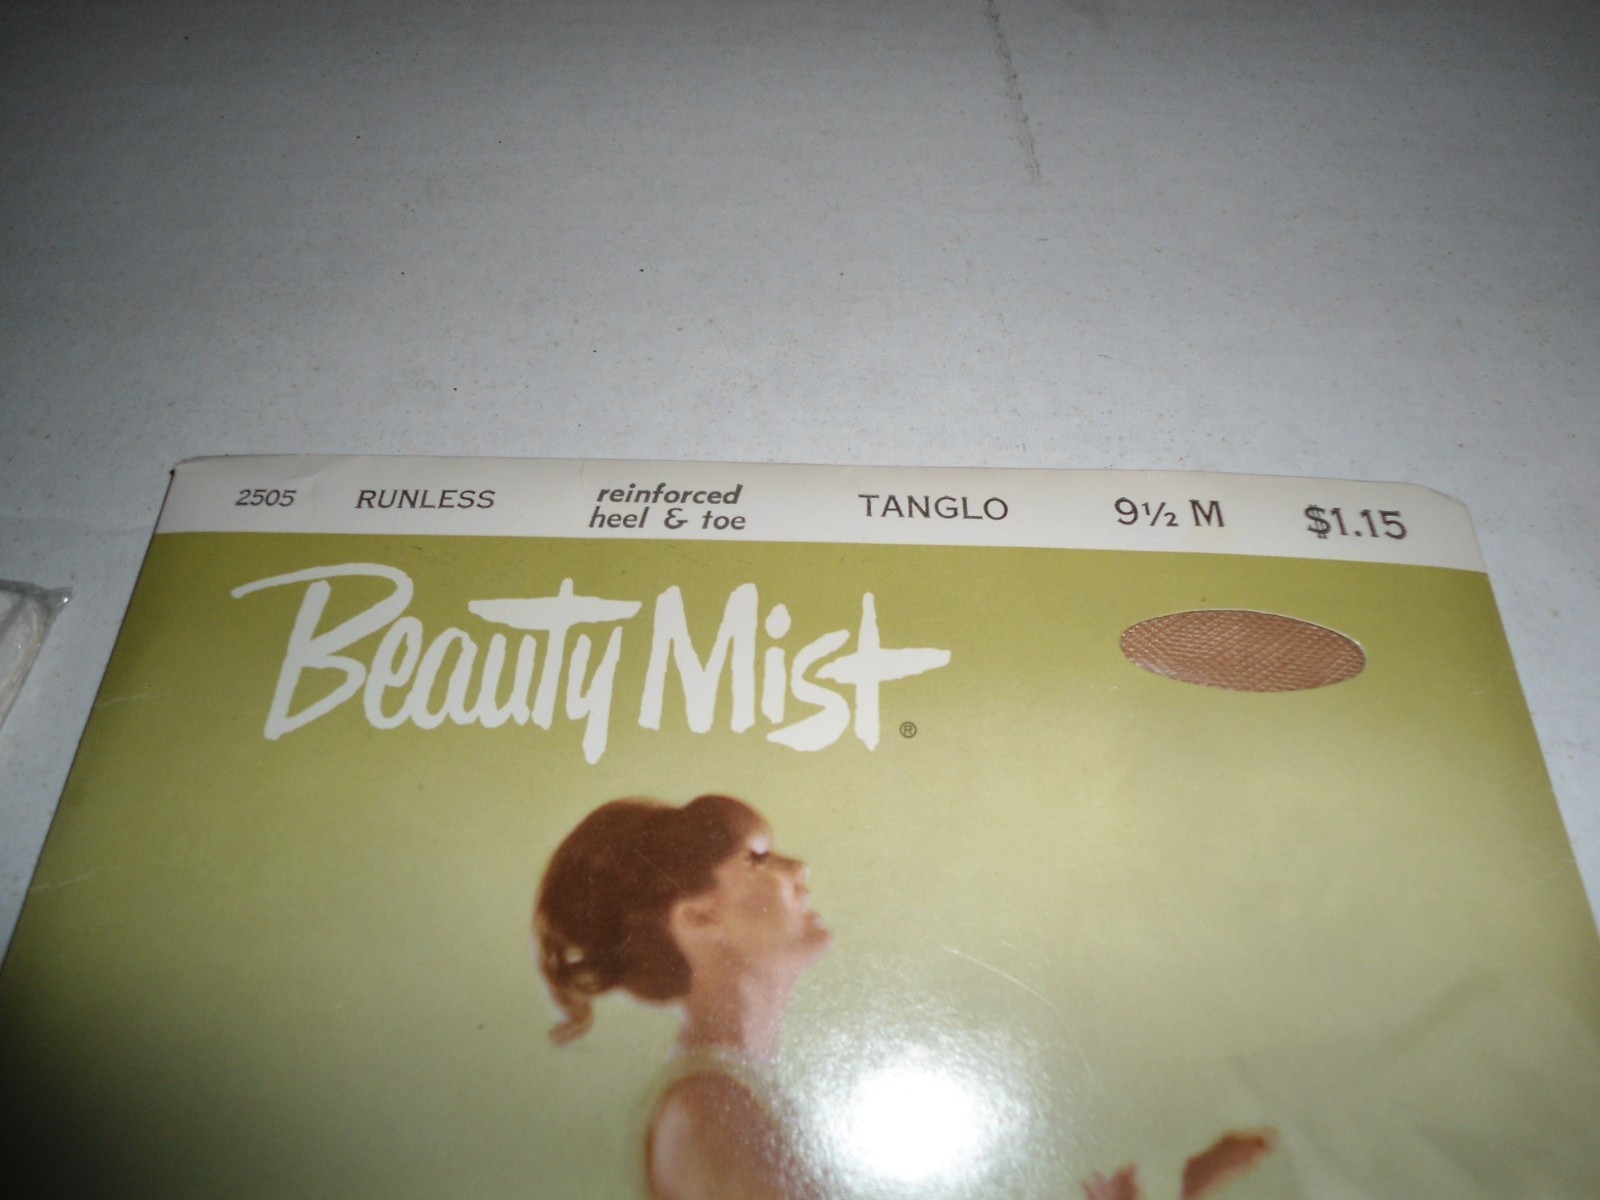 2505 RUNLESS reinforced heel & toe TANGLO 9½ M $1.15
Beauty Mist®